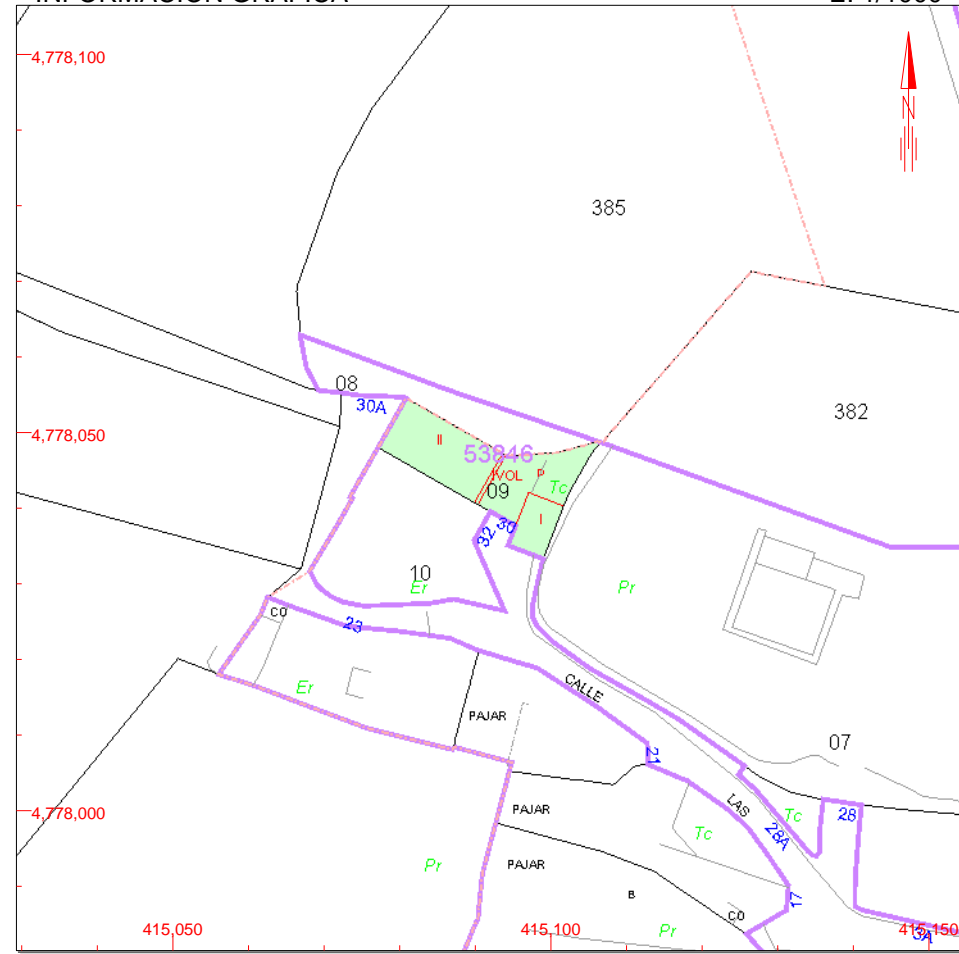 4,778,100
N
385
08
30A
382
4,778,050
II
53846
IVOL
P
Tc
09
I
32
30
10
Er
Pr
CO
23
Er
CALLE
PAJAR
07
21
4,778,000
PAJAR
LAS
Tc
28
28A
Tc
Pr
PAJAR
B
17
CO
Pr
415,050
415,100
415,150
3A